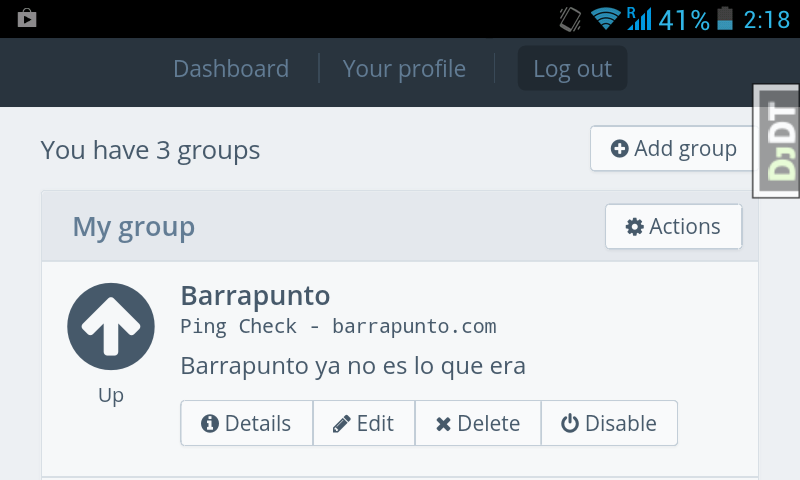 R 41% 2:18
Dashboard Your profile Log out
DJDT
You have 3 groups Add group
My group Actions
Barrapunto
Ping Check - barrapunto.com
Barrapunto ya no es lo que era
Up
Details Edit Delete Disable